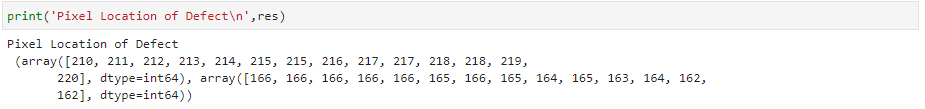 print('Pixel Location of Defect\n',res)
Pixel Location of Defect
(array([210, 211, 212, 213, 214, 215, 215, 216, 217, 217, 218, 218, 219,
220], dtype=int64), array([166, 166, 166, 166, 166, 165, 166, 165, 164, 165, 163, 164, 162,
162], dtype=int64))